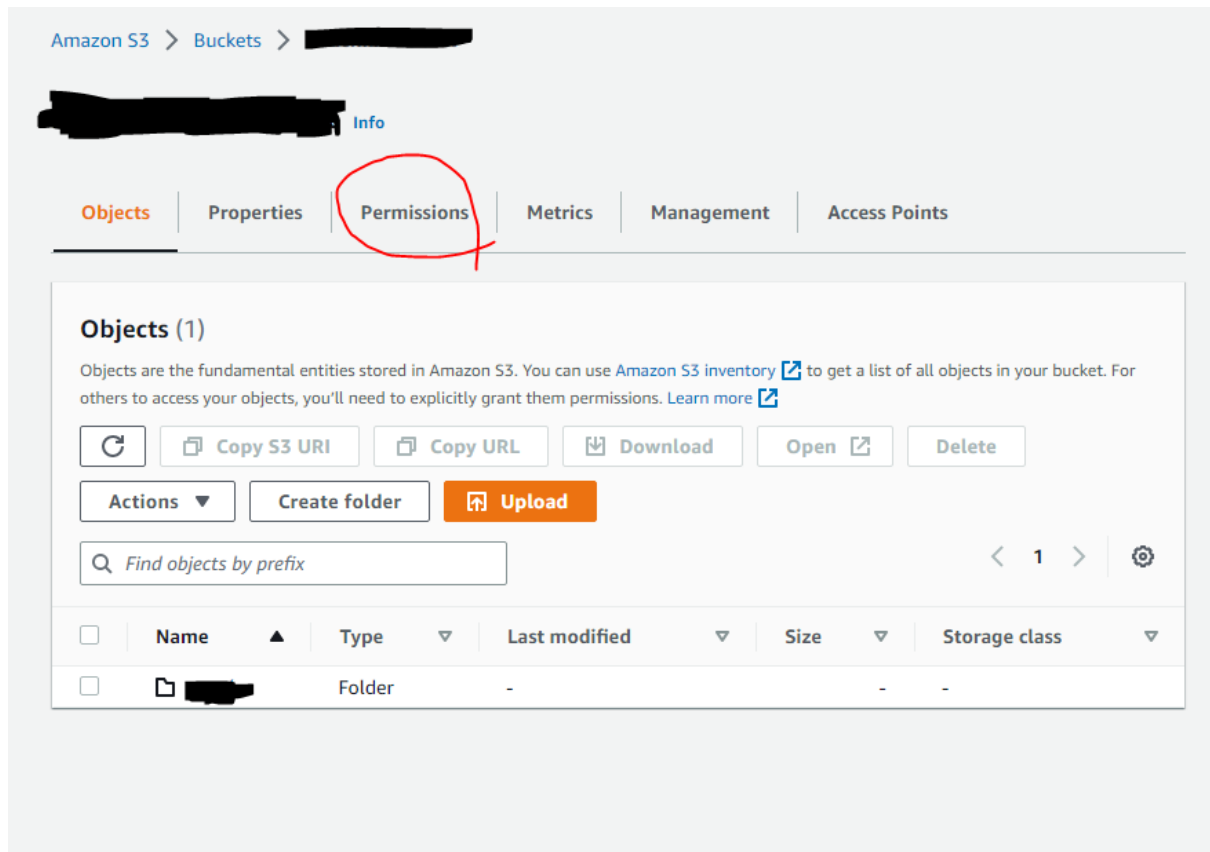 Amazon S3 > Buckets >
Info
Objects Properties Permissions Metrics Management Access Points
Objects (1)
Objects are the fundamental entities stored in Amazon S3. You can use Amazon S3 inventory to get a list of all objects in your bucket. For
others to access your objects, you'll need to explicitly grant them permissions. Learn more
Copy S3 URI Copy URL Download Open Delete
Actions Create folder Upload
Find objects by prefix 1
Name Type Last modified Size Storage class
Folder - - -